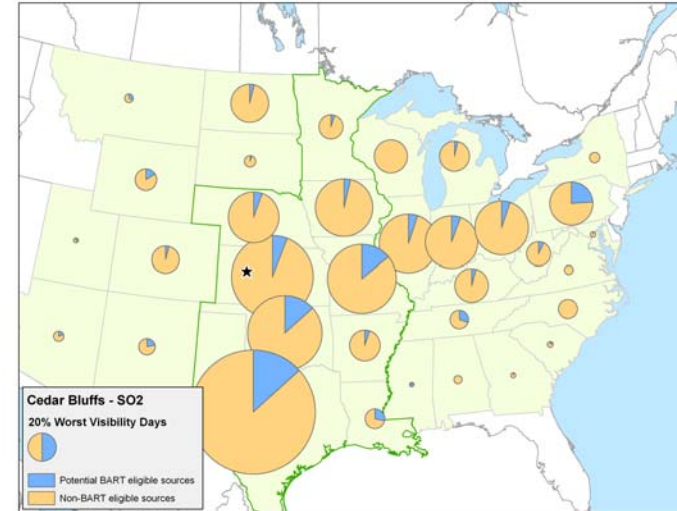 Cedar Bluffs - SO2
20% Worst Visibility Days
Potential BART eligible sources
Non-BART eligible sources